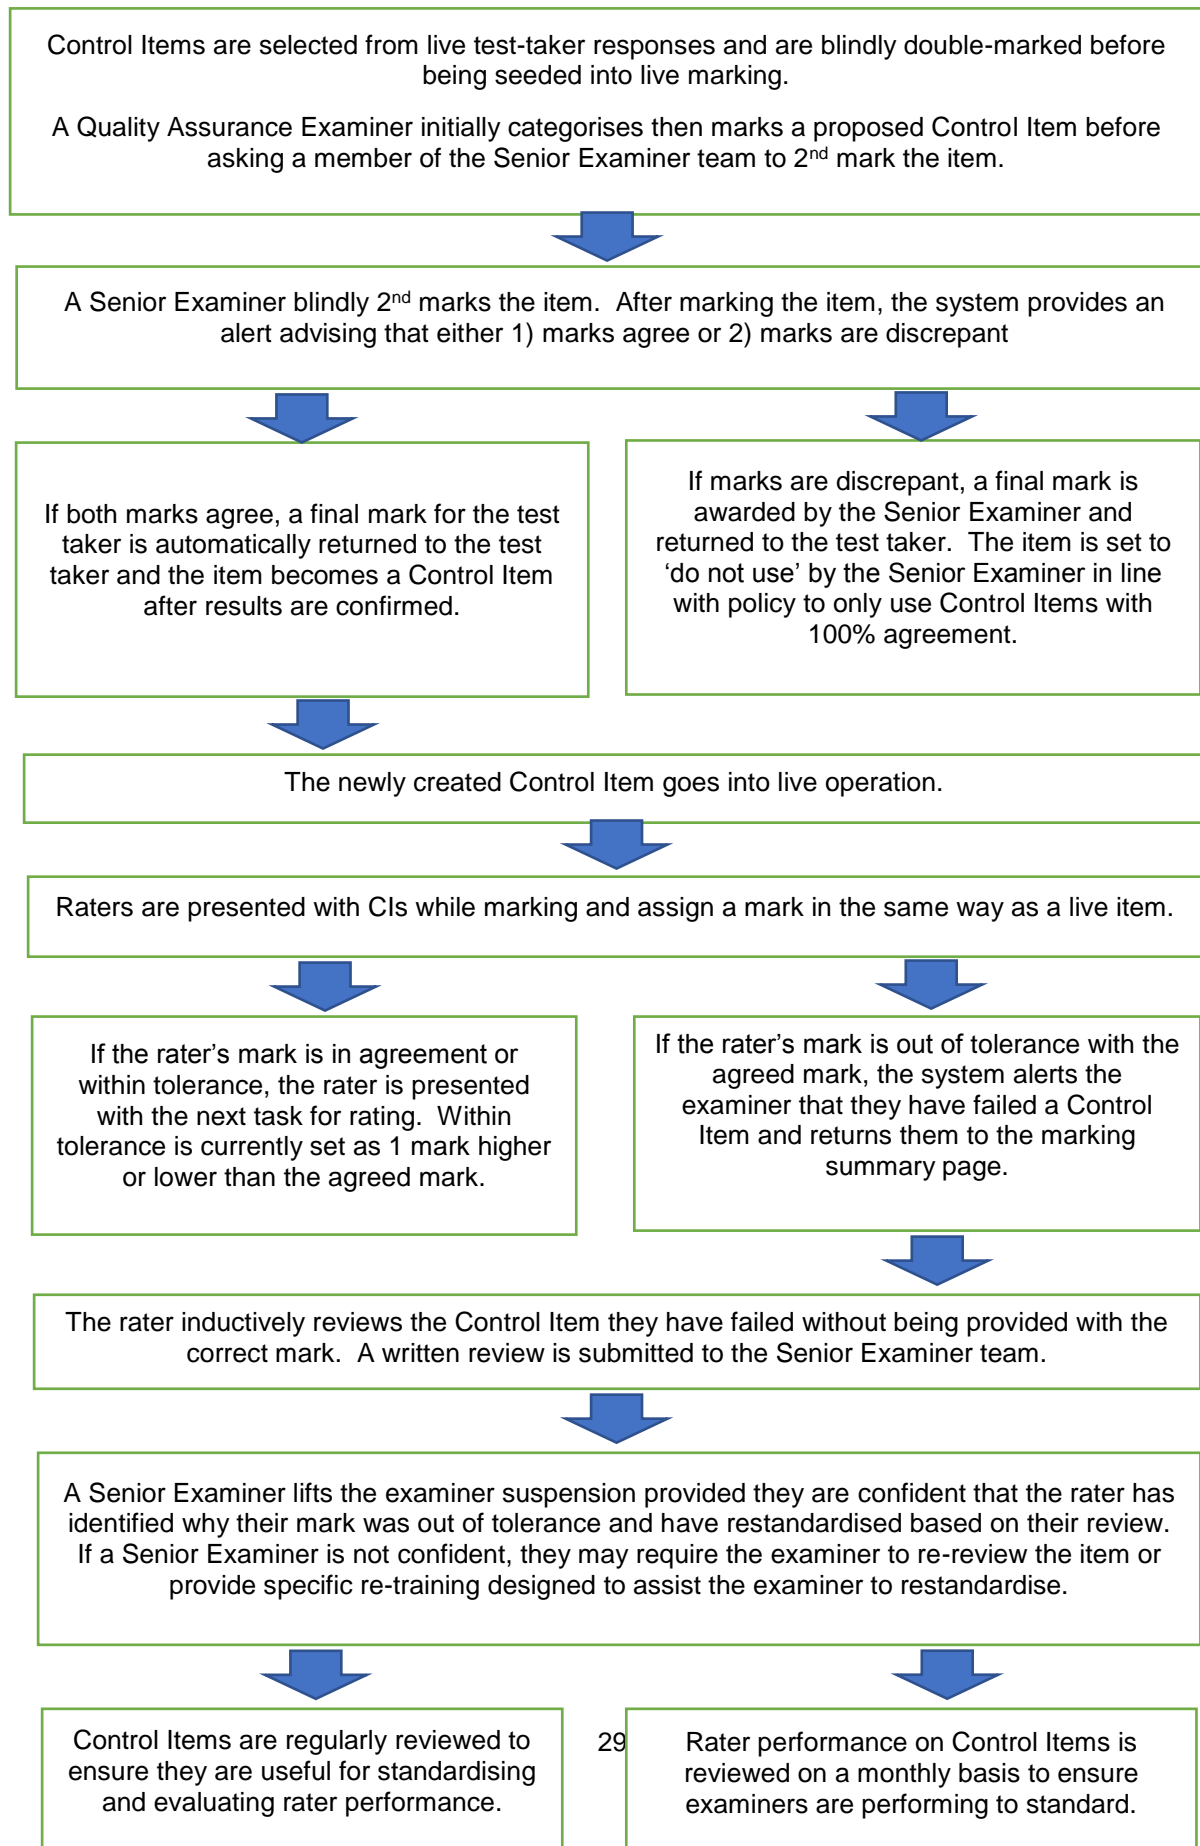 Control Items are selected from live test-taker responses and are blindly double-marked before
being seeded into live marking.
A Quality Assurance Examiner initially categorises then marks a proposed Control Item before
asking a member of the Senior Examiner team to 2nd mark the item.
A Senior Examiner blindly 2nd marks the item.  After marking the item, the system provides an
alert advising that either 1) marks agree or 2) marks are discrepant
If both marks agree, a final mark for the test
taker is automatically returned to the test
taker and the item becomes a Control Item
after results are confirmed.
If marks are discrepant, a final mark is
awarded by the Senior Examiner and
returned to the test taker.  The item is set to
‘do not use’ by the Senior Examiner in line
with policy to only use Control Items with
100% agreement.
The newly created Control Item goes into live operation.
Raters are presented with CIs while marking and assign a mark in the same way as a live item.
If the rater’s mark is in agreement or
within tolerance, the rater is presented
with the next task for rating.  Within
tolerance is currently set as 1 mark higher
or lower than the agreed mark.
If the rater’s mark is out of tolerance with the
agreed mark, the system alerts the
examiner that they have failed a Control
Item and returns them to the marking
summary page.
The rater inductively reviews the Control Item they have failed without being provided with the
correct mark.  A written review is submitted to the Senior Examiner team.
A Senior Examiner lifts the examiner suspension provided they are confident that the rater has
identified why their mark was out of tolerance and have restandardised based on their review.
If a Senior Examiner is not confident, they may require the examiner to re-review the item or
provide specific re-training designed to assist the examiner to restandardise.
Control Items are regularly reviewed to
ensure they are useful for standardising
and evaluating rater performance.
29
Rater performance on Control Items is
reviewed on a monthly basis to ensure
examiners are performing to standard.